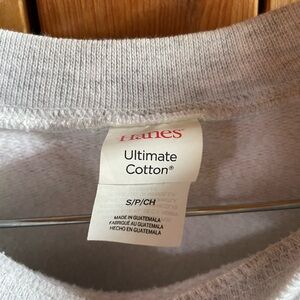 Hanes
Ultimate
Cotton®
S/P/CH
MADE IN GUATEMALA
FABRIQUÉ AU GUATEMALA
HECHO EN GUATEMALA